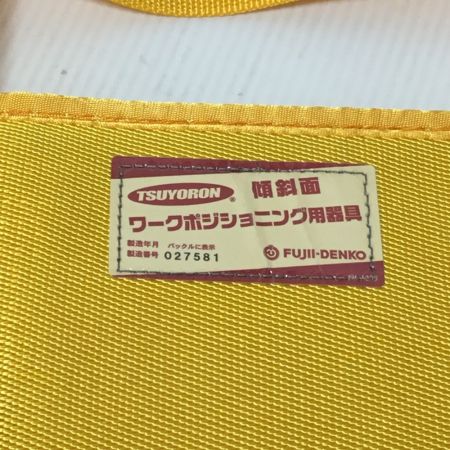 TSUYORON® 傾斜面
ワークポジショニング用器具
製造年月 バックルに表示
製造番号 027581
FUJII-DENKO